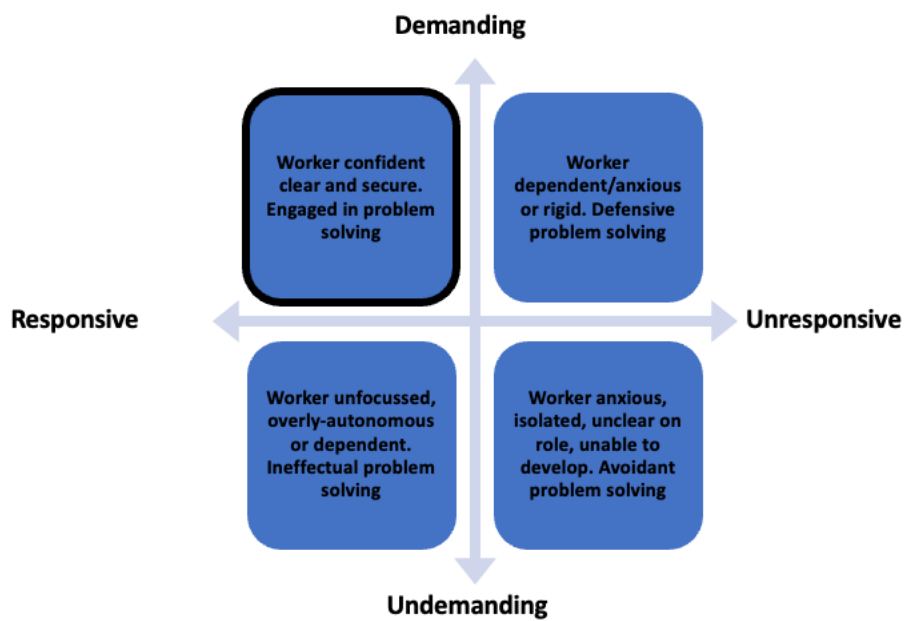 Demanding
Worker confident
clear and secure.
Engaged in problem
solving
Worker
dependent/anxious
or rigid. Defensive
problem solving
Responsive
Unresponsive
Worker unfocussed,
overly-autonomous
or dependent.
Ineffectual problem
solving
Worker anxious,
isolated, unclear on
role, unable to
develop. Avoidant
problem solving
Undemanding